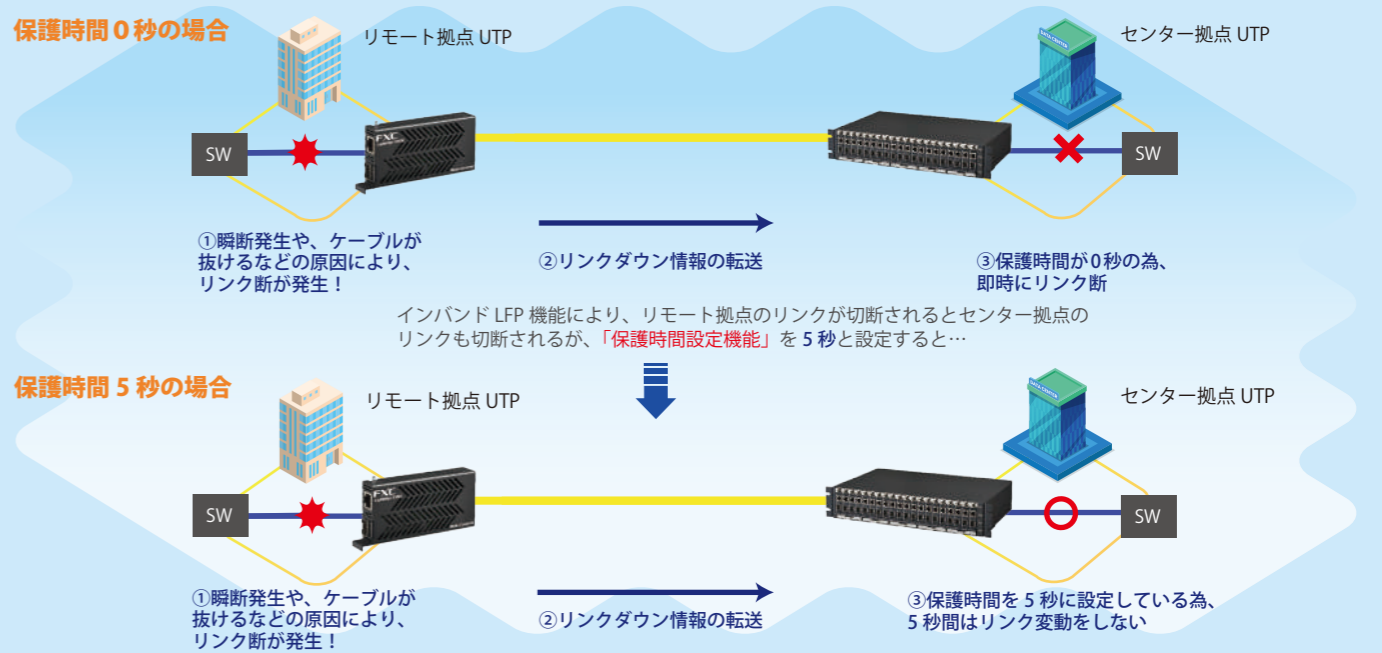 保護時間0秒の場合
リモート拠点 UTP
センター拠点 UTP
DATA CENTER
SW
FXC
SW
①瞬断発生や、ケーブルが
抜けるなどの原因により、
リンク断が発生！
②リンクダウン情報の転送
③保護時間が0秒の為、
即時にリンク断
インバンド LFP 機能により、リモート拠点のリンクが切断されるとセンター拠点の
リンクも切断されるが、「保護時間設定機能」を 5 秒と設定すると…
保護時間 5 秒の場合
リモート拠点 UTP
センター拠点 UTP
DATA CENTER
SW
FXC
SW
①瞬断発生や、ケーブルが
抜けるなどの原因により、
リンク断が発生！
②リンクダウン情報の転送
③保護時間を 5 秒に設定している為、
5 秒間はリンク変動をしない